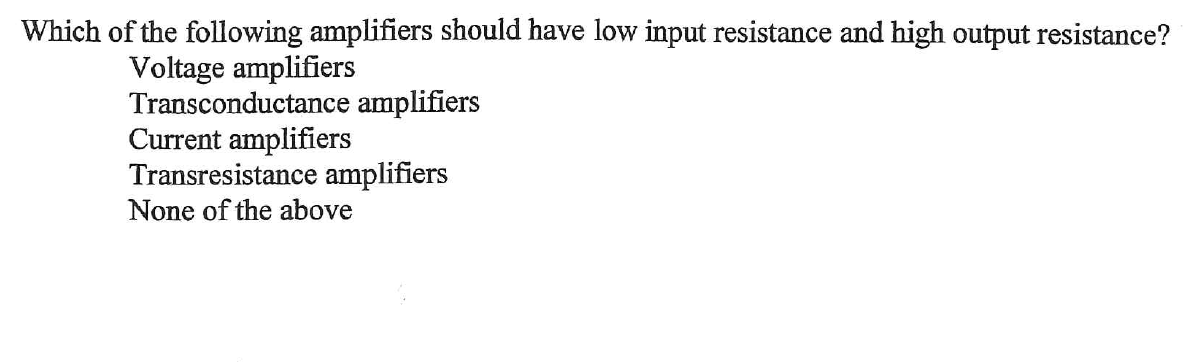 Which of the following amplifiers should have low input resistance and high output resistance?
Voltage amplifiers
Transconductance amplifiers
Current amplifiers
Transresistance amplifiers
None of the above